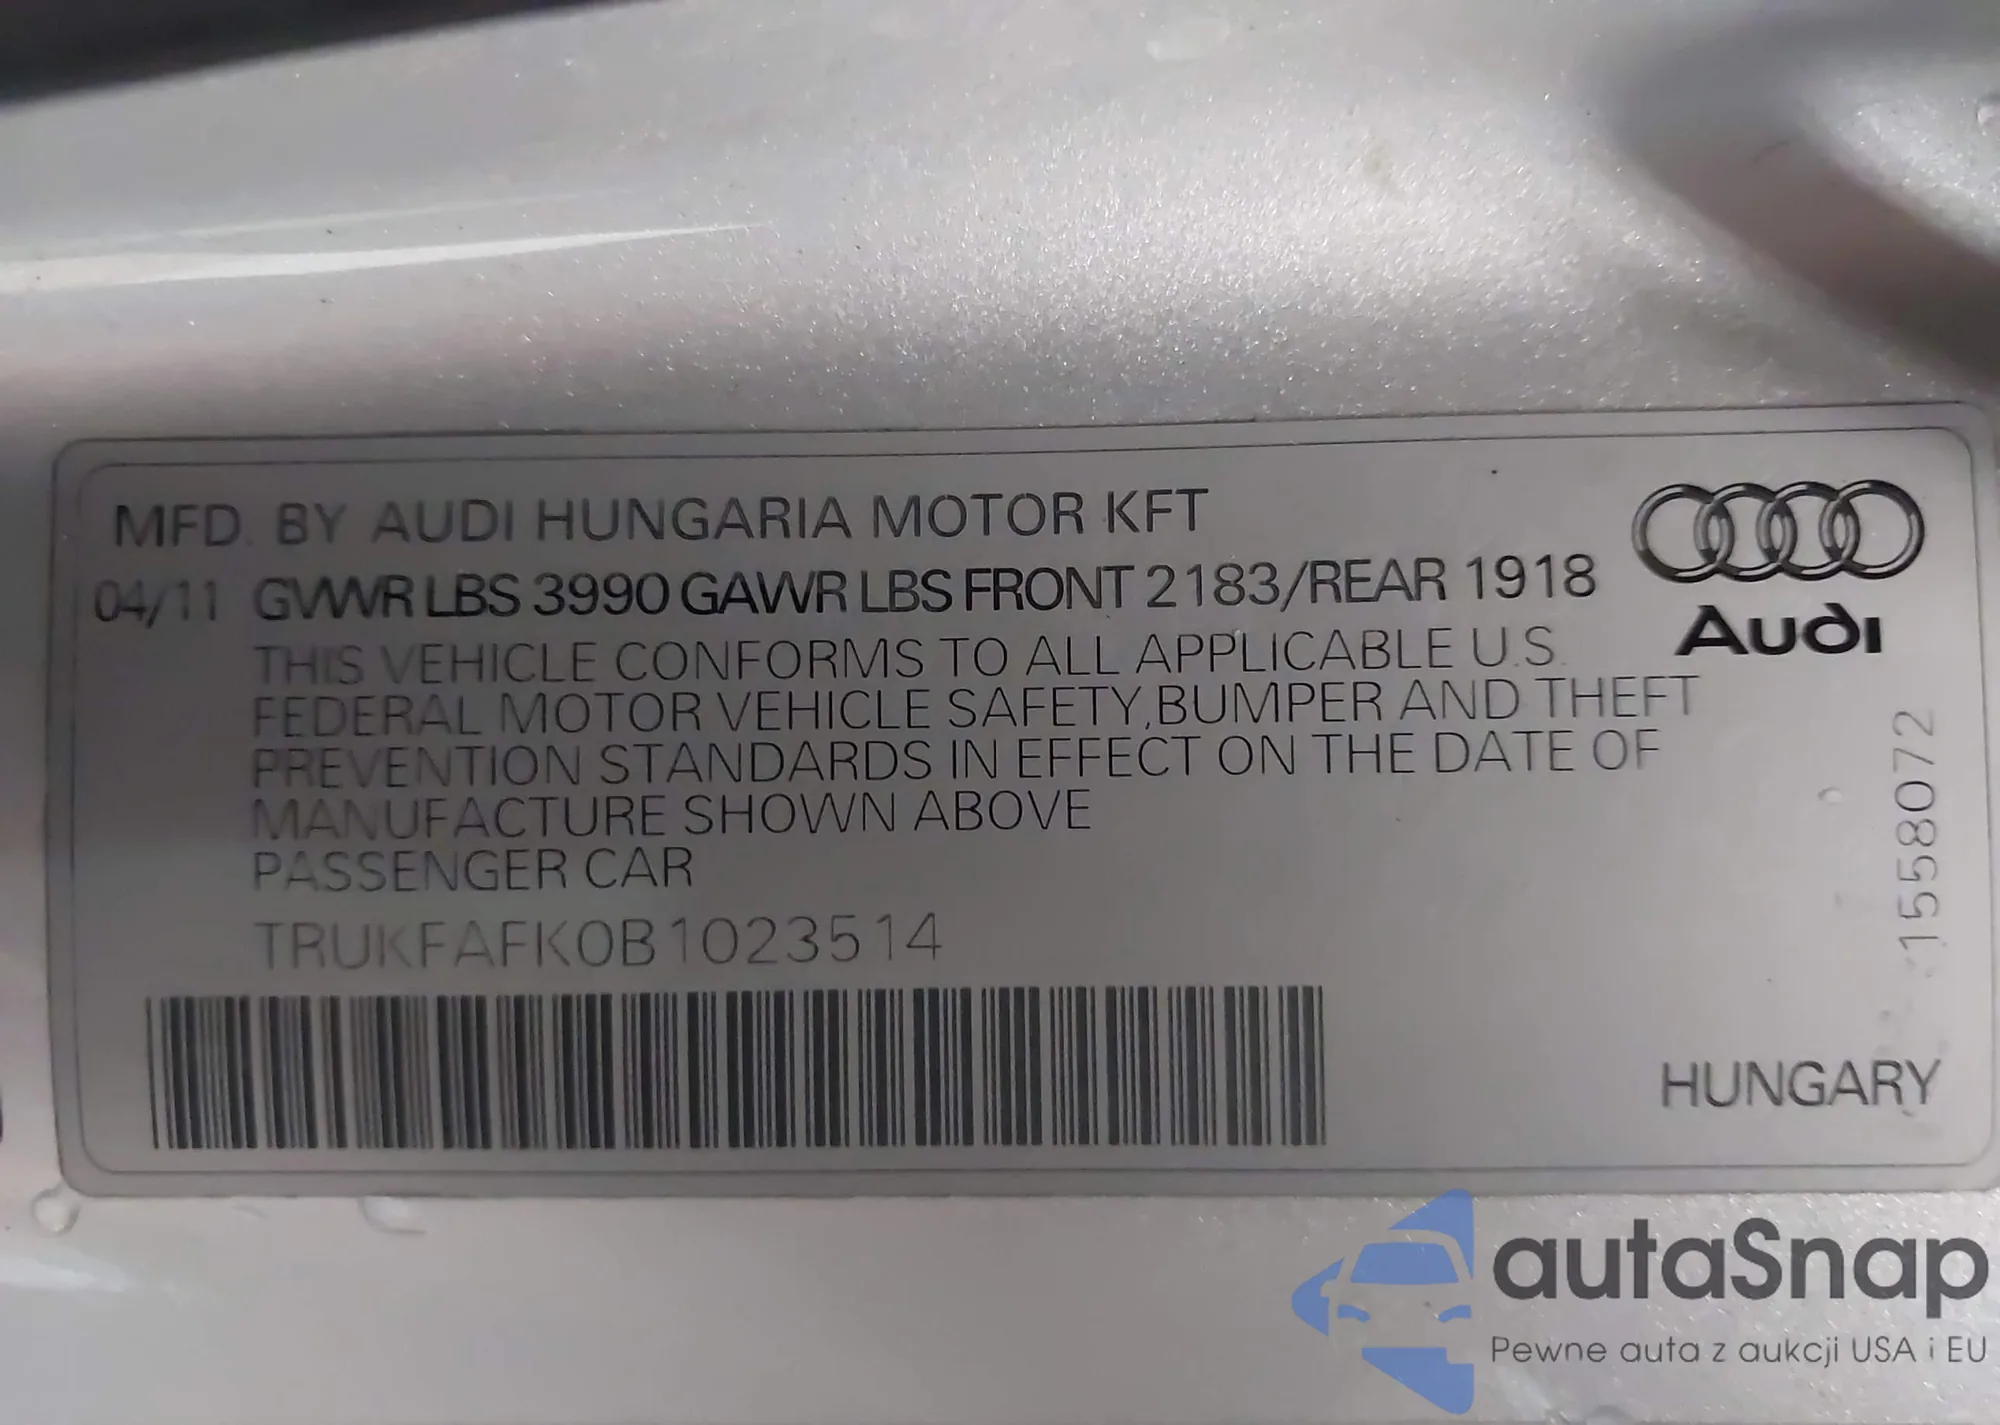 MFD. BY AUDI HUNGARIA MOTOR KFT
04/11 GVWR LBS 3990 GAWR LBS FRONT 2183/REAR 1918
THIS VEHICLE CONFORMS TO ALL APPLICABLE U.S.
FEDERAL MOTOR VEHICLE SAFETY,BUMPER AND THEFT
PREVENTION STANDARDS IN EFFECT ON THE DATE OF
MANUFACTURE SHOWN ABOVE
PASSENGER CAR
TRUKFAFK0B1023514
Audi
1558072
HUNGARY
autaSnap
Pewne auta z aukcji USA i EU